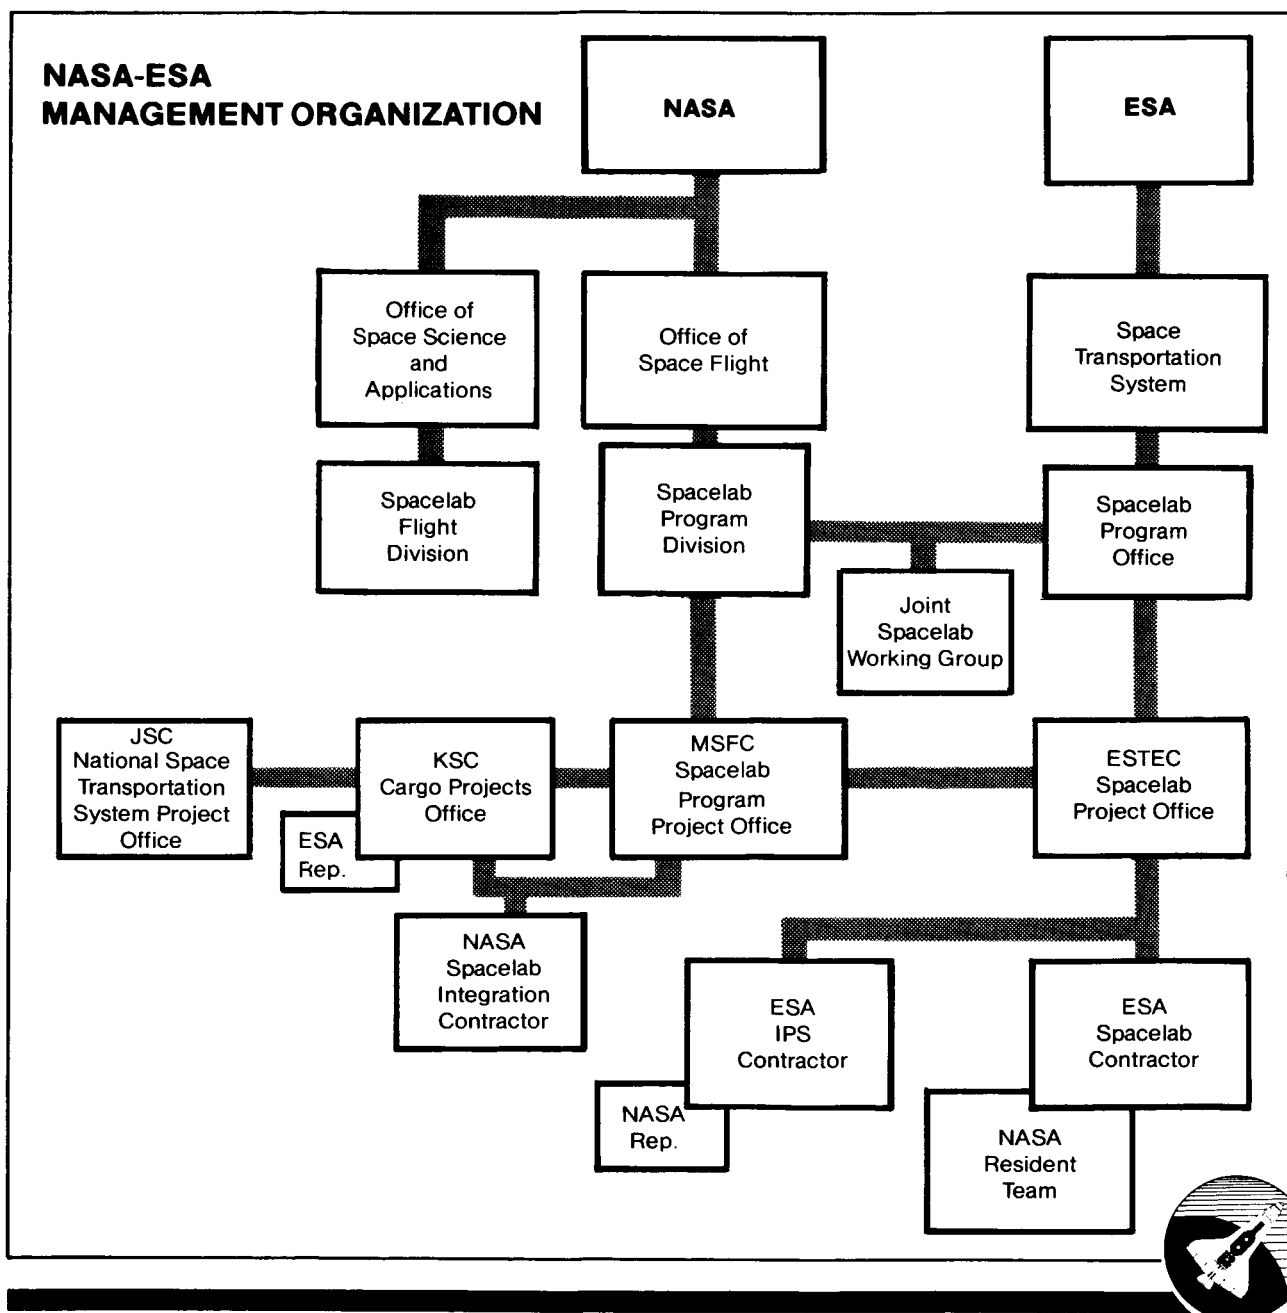 NASA-ESA
MANAGEMENT ORGANIZATION
NASA
ESA
Office of
Space Science
and
Applications
Office of
Space Flight
Space
Transportation
System
Spacelab
Flight
Division
Spacelab
Program
Division
Spacelab
Program
Office
Joint
Spacelab
Working Group
JSC
National Space
Transportation
System Project
Office
KSC
Cargo Projects
Office
MSFC
Spacelab
Program
Project Office
ESTEC
Spacelab
Project Office
ESA
Rep.
NASA
Spacelab
Integration
Contractor
ESA
IPS
Contractor
ESA
Spacelab
Contractor
NASA
Rep.
NASA
Resident
Team